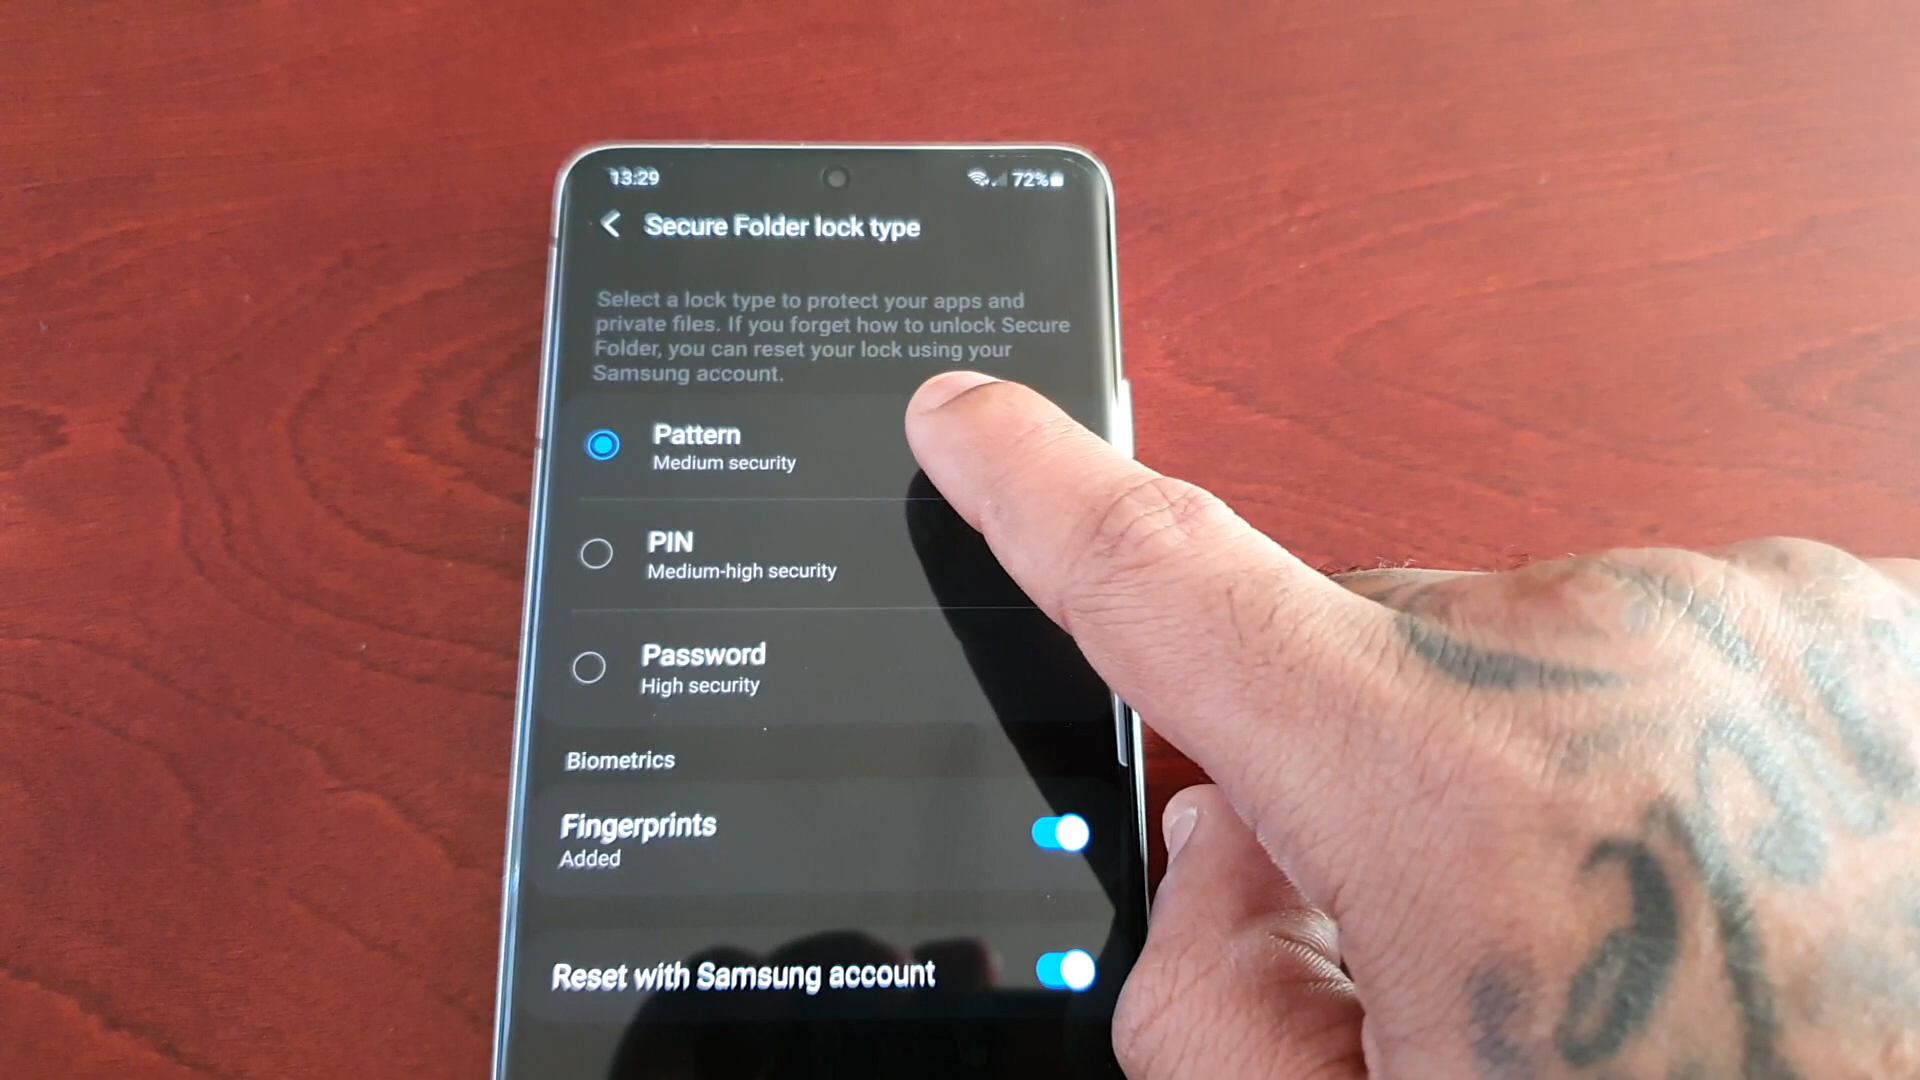 13:29
72%
Secure Folder lock type
Select a lock type to protect your apps and
private files. If you forget how to unlock Secure
Folder, you can reset your lock using your
Samsung account.
Pattern
Medium security
PIN
Medium-high security
Password
High security
Biometrics
Fingerprints
Added
Reset with Samsung account